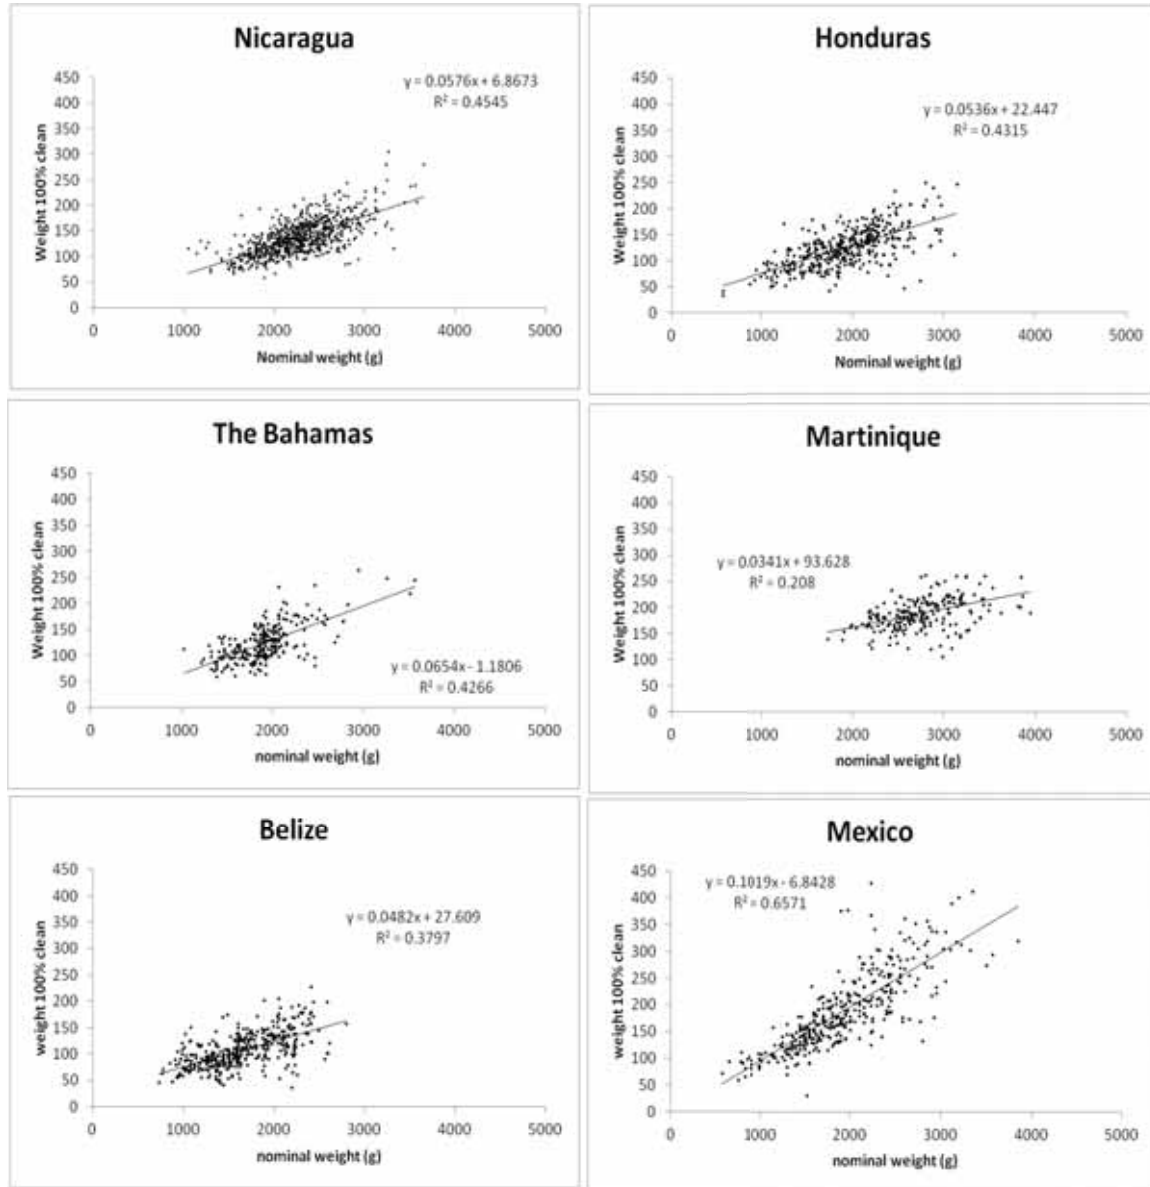 Nicaragua
y = 0.0576x + 6.8673
R² = 0.4545
Weight 100% clean
450
400
350
300
250
200
150
100
50
0
0 1000 2000 3000 4000 5000
Nominal weight (g)
Honduras
y = 0.0536x + 22.447
R² = 0.4315
Weight 100% clean
450
400
350
300
250
200
150
100
50
0
0 1000 2000 3000 4000 5000
Nominal weight (g)
The Bahamas
Weight 100% clean
450
400
350
300
250
200
150
100
50
0
y = 0.0654x - 1.1806
R² = 0.4266
0 1000 2000 3000 4000 5000
nominal weight (g)
Martinique
Weight 100% clean
450
400
350
300
250
200
150
100
50
0
y = 0.0341x + 93.628
R² = 0.208
0 1000 2000 3000 4000 5000
nominal weight (g)
Belize
weight 100% clean
450
400
350
300
250
200
150
100
50
0
y = 0.0482x + 27.609
R² = 0.3797
0 1000 2000 3000 4000 5000
nominal weight (g)
Mexico
y = 0.1019x - 6.8428
R² = 0.6571
weight 100% clean
450
400
350
300
250
200
150
100
50
0
0 1000 2000 3000 4000 5000
nominal weight (g)